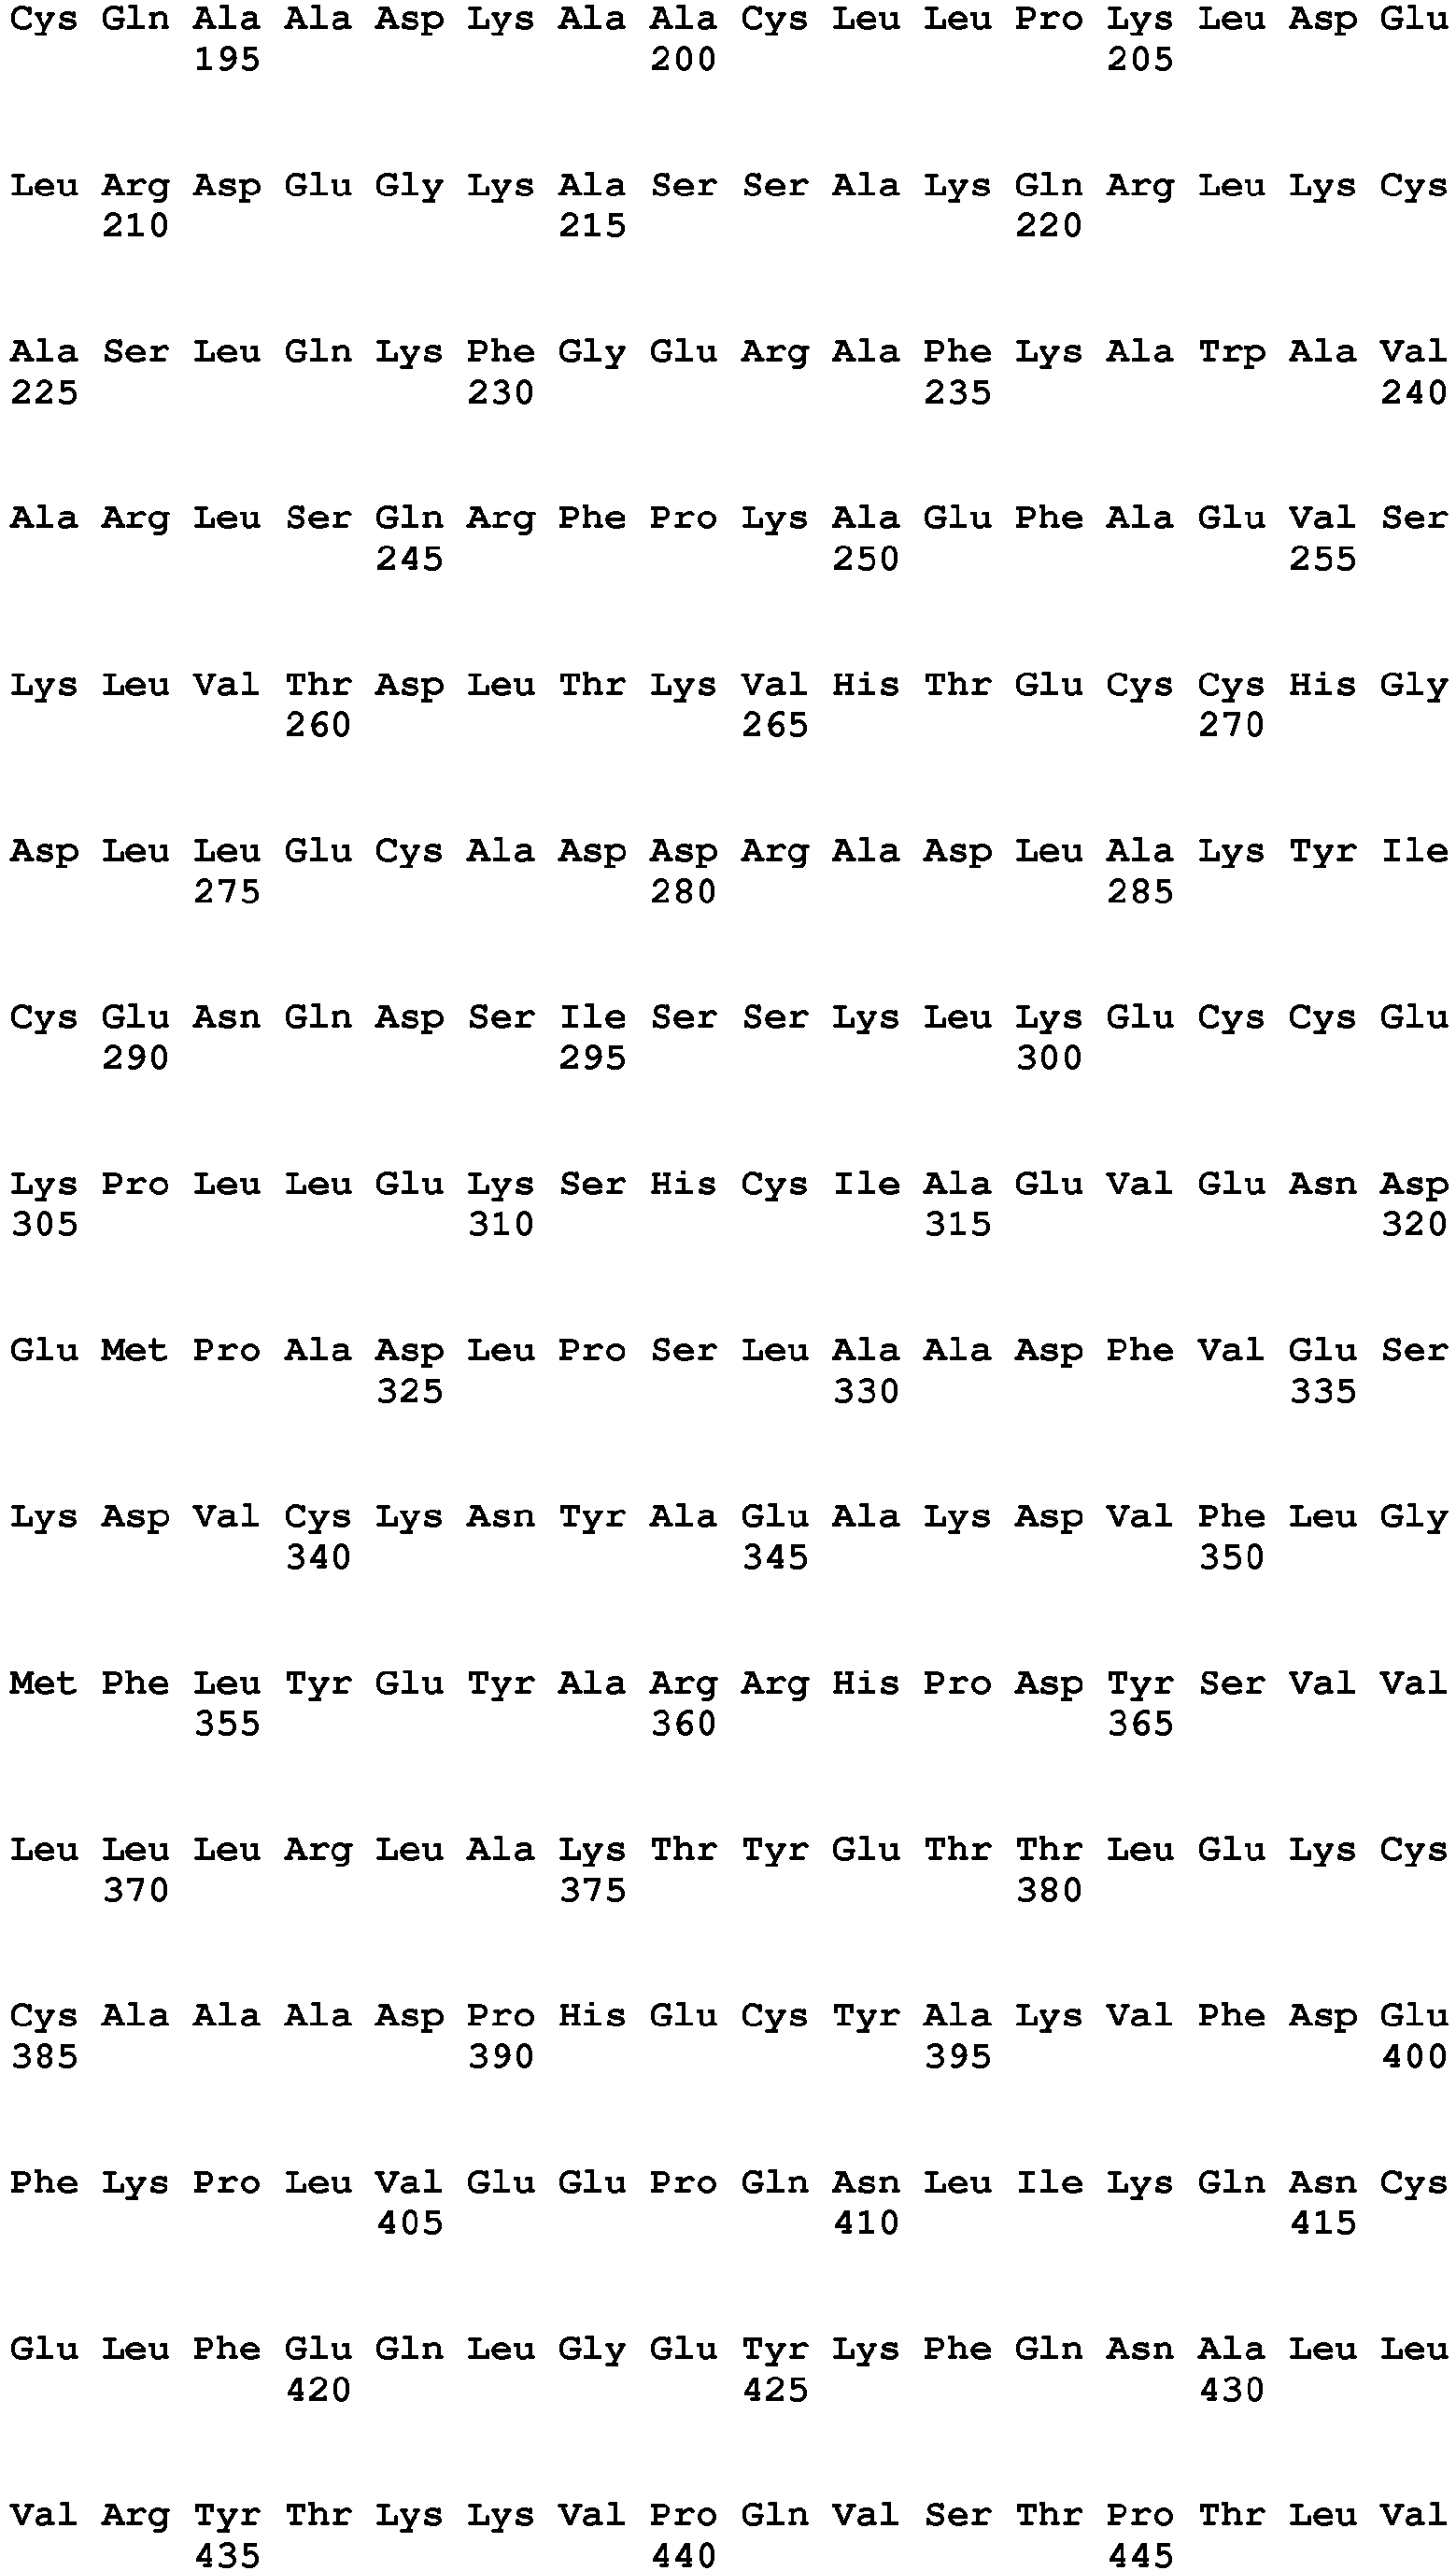 Cys Gln Ala Ala Asp Lys Ala Ala Cys Leu Leu Pro Lys Leu Asp Glu
195 200 205
Leu Arg Asp Glu Gly Lys Ala Ser Ser Ala Lys Gln Arg Leu Lys Cys
210 215 220
Ala Ser Leu Gln Lys Phe Gly Glu Arg Ala Phe Lys Ala Trp Ala Val
225 230 235 240
Ala Arg Leu Ser Gln Arg Phe Pro Lys Ala Glu Phe Ala Glu Val Ser
245 250 255
Lys Leu Val Thr Asp Leu Thr Lys Val His Thr Glu Cys Cys His Gly
260 265 270
Asp Leu Leu Glu Cys Ala Asp Asp Arg Ala Asp Leu Ala Lys Tyr Ile
275 280 285
Cys Glu Asn Gln Asp Ser Ile Ser Ser Lys Leu Lys Glu Cys Cys Glu
290 295 300
Lys Pro Leu Leu Glu Lys Ser His Cys Ile Ala Glu Val Glu Asn Asp
305 310 315 320
Glu Met Pro Ala Asp Leu Pro Ser Leu Ala Ala Asp Phe Val Glu Ser
325 330 335
Lys Asp Val Cys Lys Asn Tyr Ala Glu Ala Lys Asp Val Phe Leu Gly
340 345 350
Met Phe Leu Tyr Glu Tyr Ala Arg Arg His Pro Asp Tyr Ser Val Val
355 360 365
Leu Leu Leu Arg Leu Ala Lys Thr Tyr Glu Thr Thr Leu Glu Lys Cys
370 375 380
Cys Ala Ala Ala Asp Pro His Glu Cys Tyr Ala Lys Val Phe Asp Glu
385 390 395 400
Phe Lys Pro Leu Val Glu Glu Pro Gln Asn Leu Ile Lys Gln Asn Cys
405 410 415
Glu Leu Phe Glu Gln Leu Gly Glu Tyr Lys Phe Gln Asn Ala Leu Leu
420 425 430
Val Arg Tyr Thr Lys Lys Val Pro Gln Val Ser Thr Pro Thr Leu Val
435 440 445